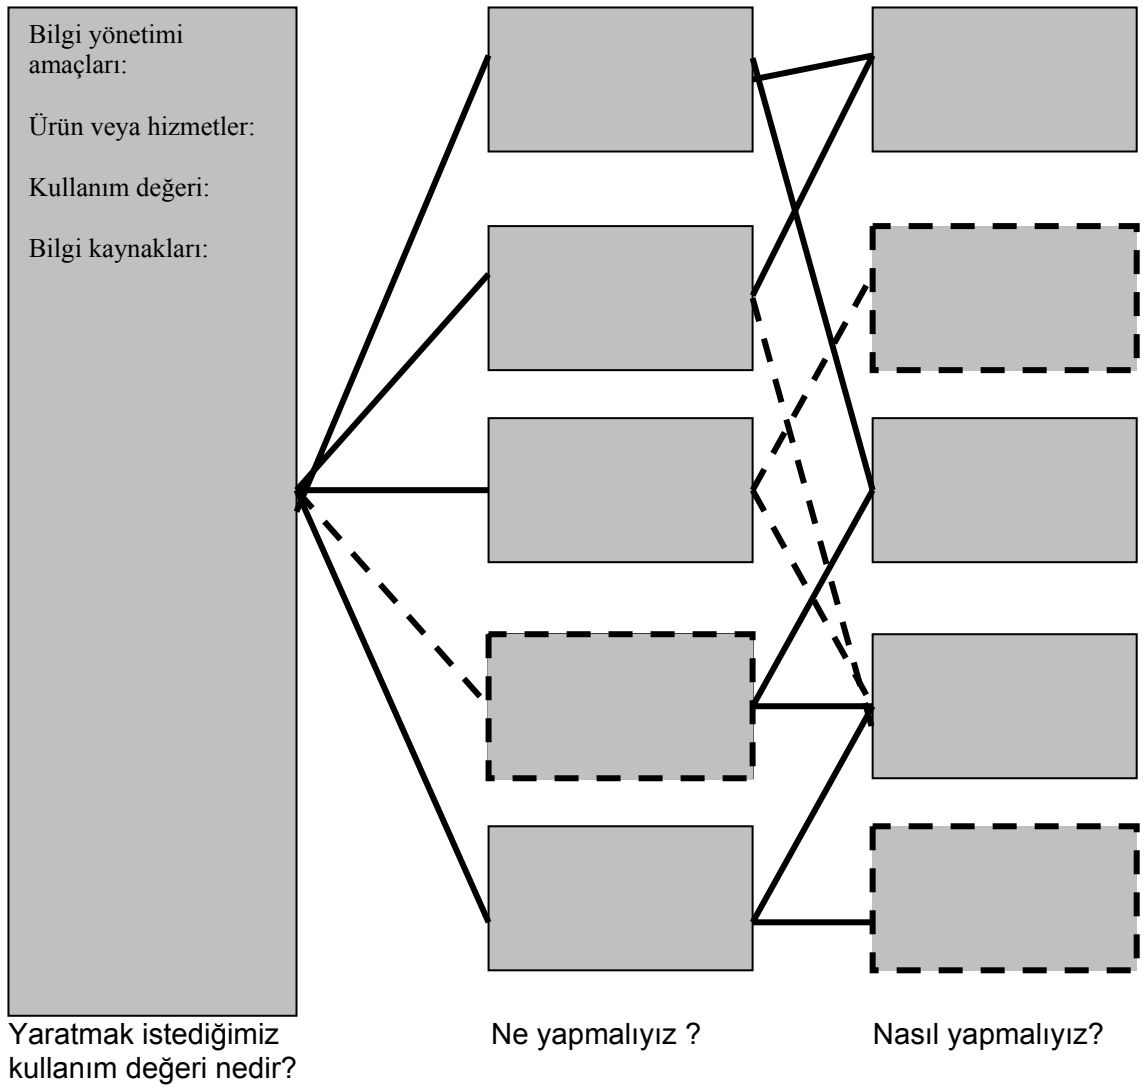 Bilgi yönetimi
amaçları:
Ürün veya hizmetler:
Kullanım değeri:
Bilgi kaynakları:
Yaratmak istediğimiz
kullanım değeri nedir?
Ne yapmalıyız ?
Nasıl yapmalıyız?